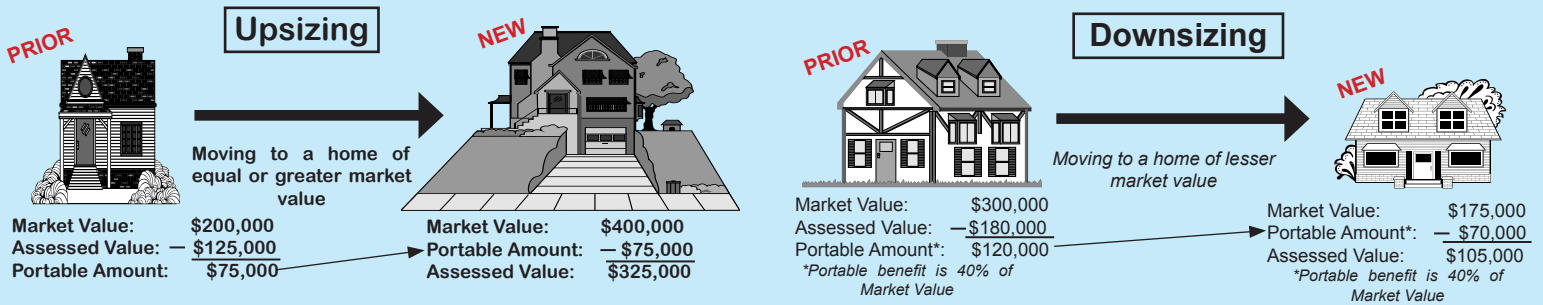 Upsizing
PRIOR
NEW
Moving to a home of
equal or greater market
value
Market Value: $200,000
Assessed Value: – $125,000
Portable Amount: $75,000
Market Value: $400,000
Portable Amount: – $75,000
Assessed Value: $325,000
Downsizing
PRIOR
NEW
Moving to a home of lesser
market value
Market Value: $300,000
Assessed Value: –$180,000
Portable Amount*: $120,000
*Portable benefit is 40% of
Market Value
Market Value: $175,000
Portable Amount*: – $70,000
Assessed Value: $105,000
*Portable benefit is 40% of
Market Value